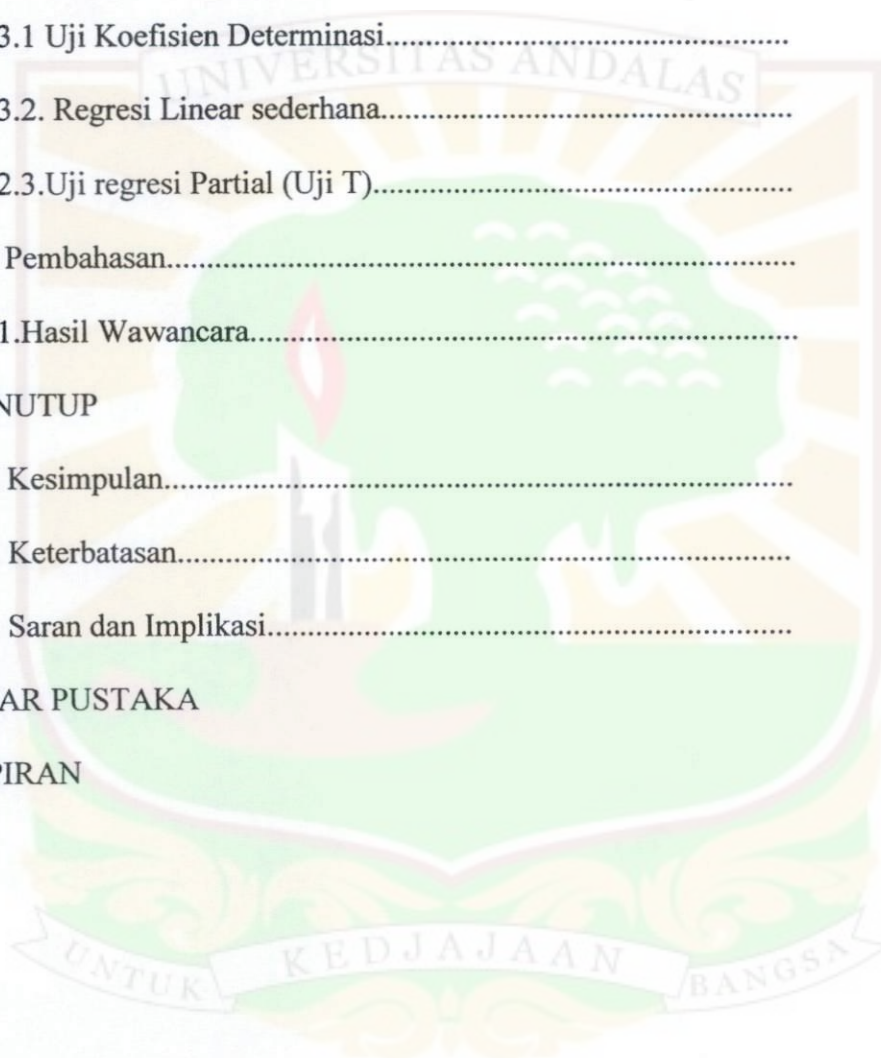 3.1 Uji Koefisien Determinasi........................................................
UNIVERSITAS ANDALAS
3.2. Regresi Linear sederhana........................................................
2.3.Uji regresi Partial (Uji T)........................................................
Pembahasan........................................................
1.Hasil Wawancara........................................................
NUTUP
Kesimpulan........................................................
Keterbatasan........................................................
Saran dan Implikasi........................................................
AR PUSTAKA
PIRAN
UNTUK KEDJAJAAN BANGSA